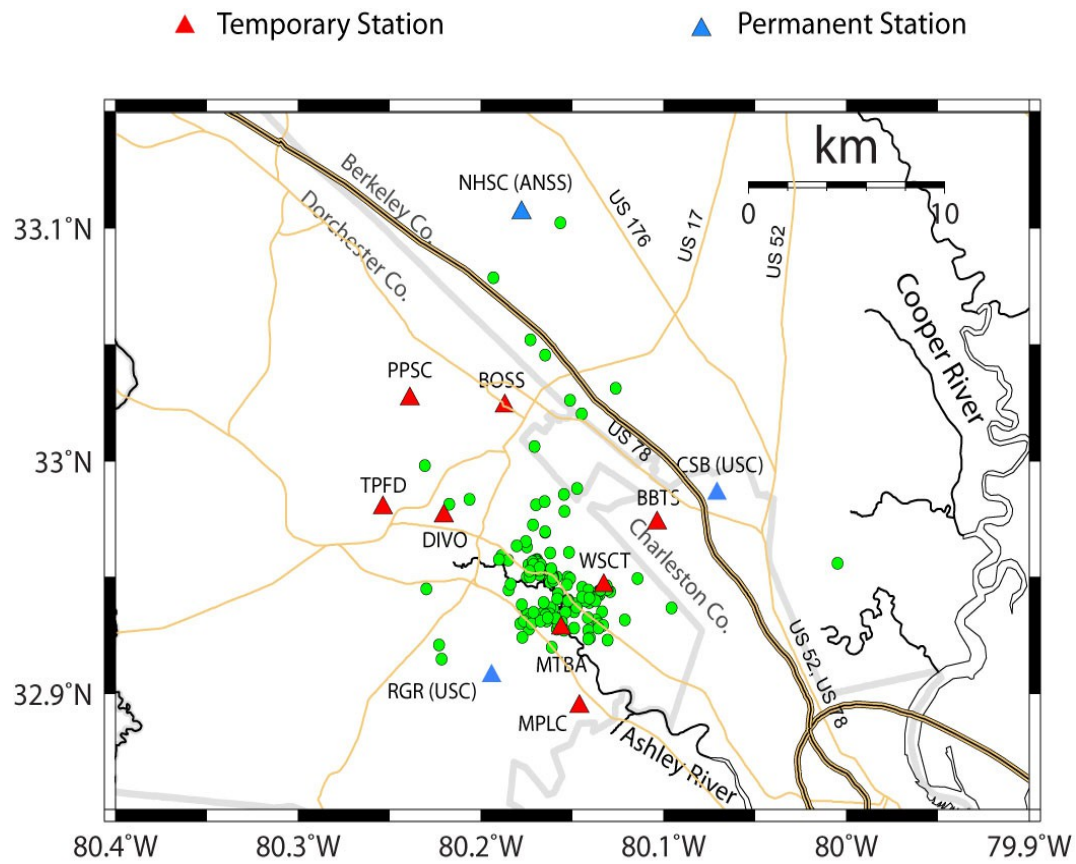 Temporary Station
Permanent Station
km
0 10
NHSC (ANSS)
Berkeley Co.
Dorchester Co.
US 176
US 17
US 52
Cooper River
PPSC
BOSS
US 78
CSB (USC)
TPFD
DIVO
BBTS
WSCT
Charleston Co.
MTBA
RGR (USC)
MPLC
Ashley River
US 52, US 78
33.1°N
33°N
32.9°N
80.4°W
80.3°W
80.2°W
80.1°W
80°W
79.9°W